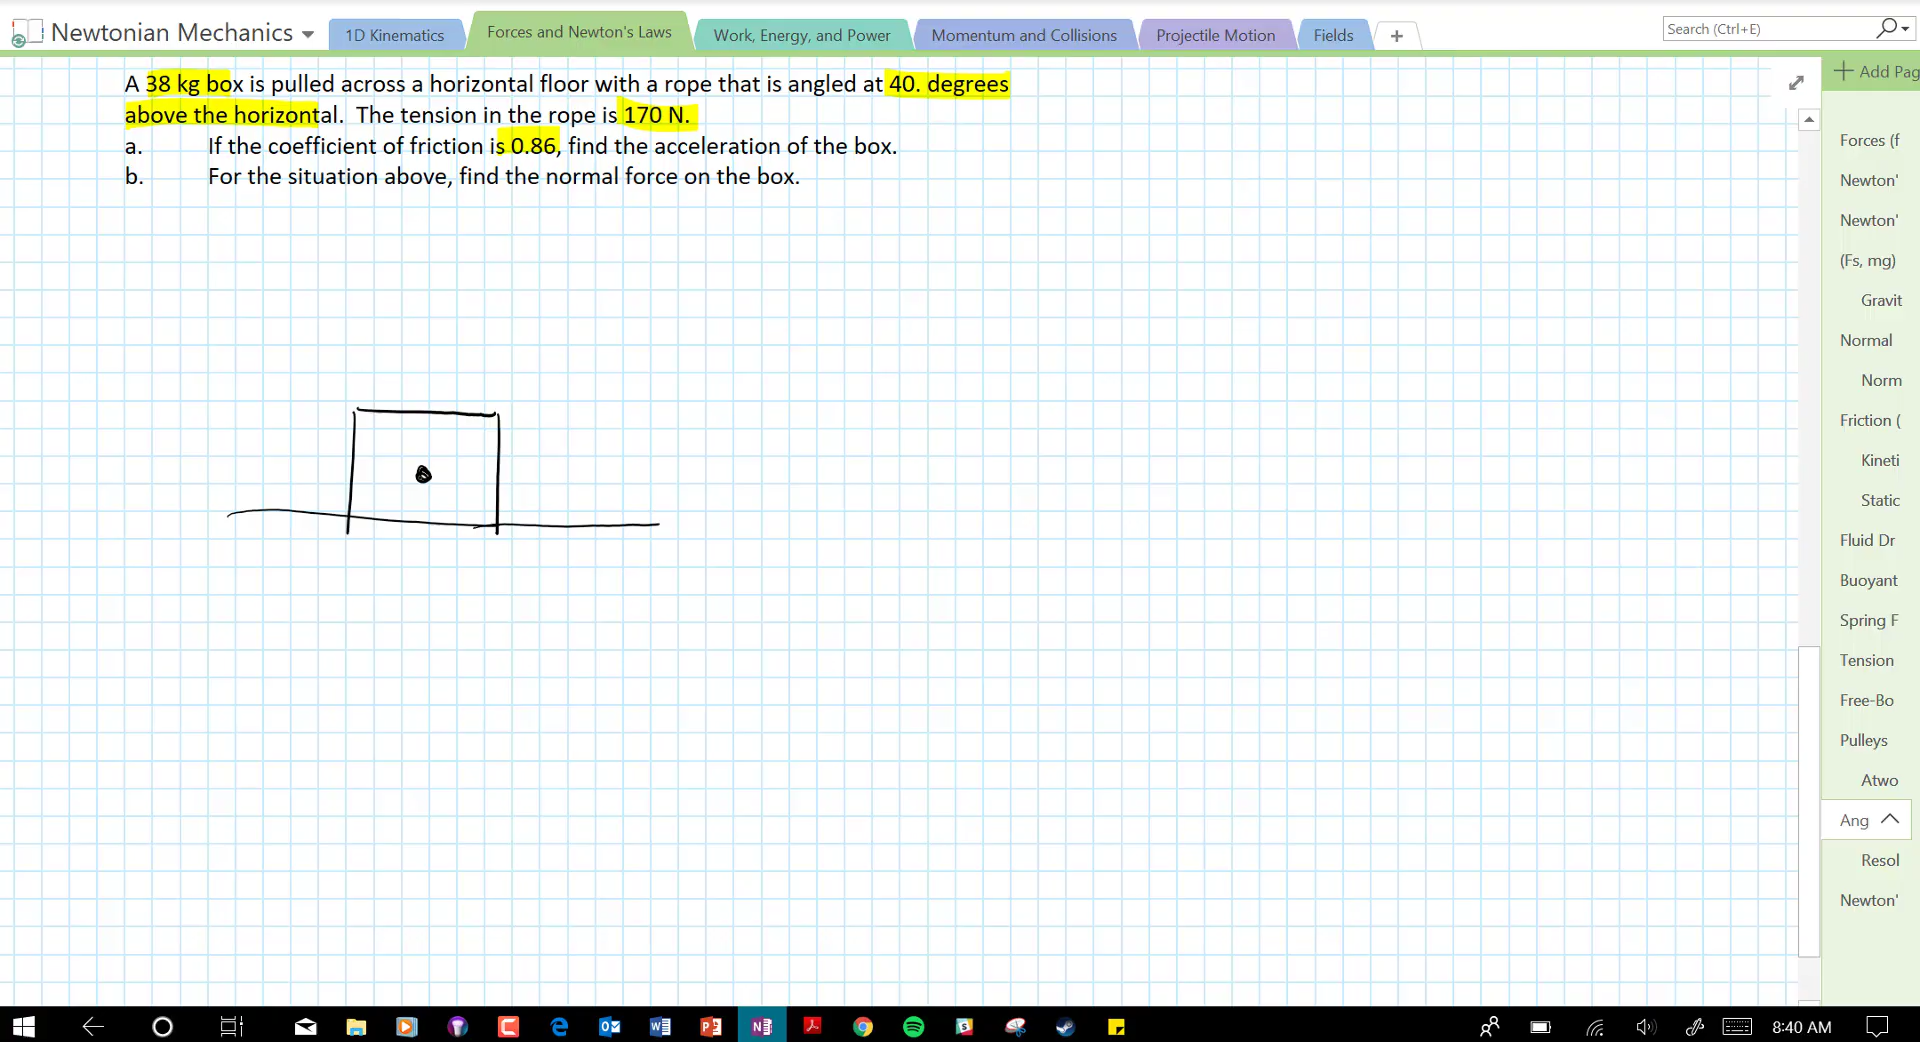 Newtonian Mechanics
1D Kinematics
Forces and Newton's Laws
Work, Energy, and Power
Momentum and Collisions
Projectile Motion
Fields
+
Search (Ctrl+E)
A 38 kg box is pulled across a horizontal floor with a rope that is angled at 40. degrees
above the horizontal. The tension in the rope is 170 N.
a. If the coefficient of friction is 0.86, find the acceleration of the box.
b. For the situation above, find the normal force on the box.
+ Add Pag
Forces (f
Newton'
Newton'
(Fs, mg)
Gravit
Normal
Norm
Friction (
Kineti
Static
Fluid Dr
Buoyant
Spring F
Tension
Free-Bo
Pulleys
Atwo
Ang
Resol
Newton'
8:40 AM